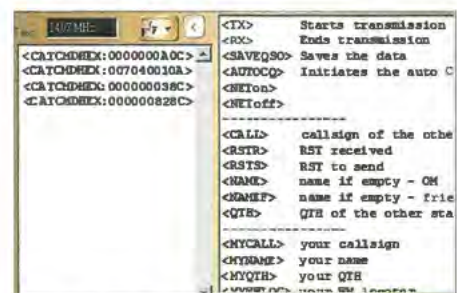 <CATCMDHEX:0000000A0C>
<CATCMDHEX:007040010A>
<CATCMDHEX:000000038C>
<CATCMDHEX:000000828C>
<TX> Starts transmission
<RX> Ends transmission
<SAVEQSO> Saves the data
<AUTOCQ> Initiates the auto C
<NETon>
<NEToff>
<CALL> callsign of the othe
<RSTR> RST received
<RSTS> RST to send
<NAME> name if empty - OM
<NAMEF> name if empty - frie
<QTH> QTH of the other sta
<MYCALL> your callsign
<MYNAME> your name
<MYQTH> your QTH